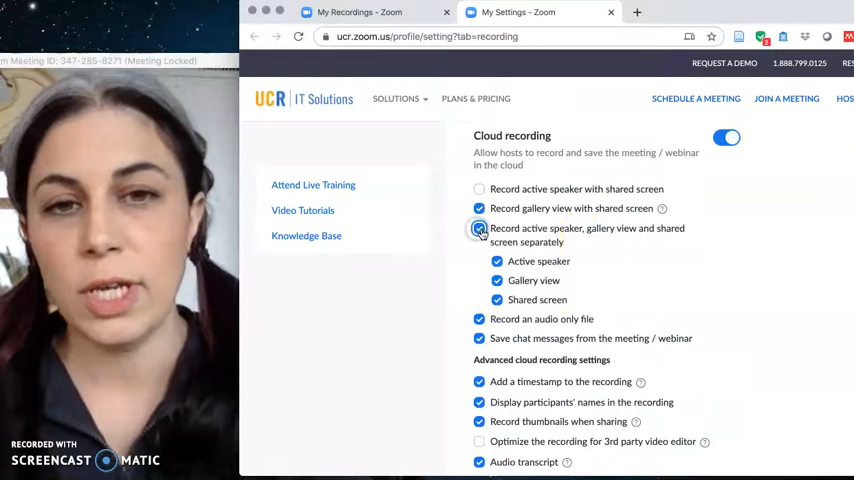 My Recordings - Zoom
My Settings - Zoom
ucr.zoom.us/profile/setting?tab=recording
m Meeting ID: 347-285-8271 (Meeting Locked)
REQUEST A DEMO 1.888.799.0125 RES
UCR IT Solutions
SOLUTIONS PLANS & PRICING SCHEDULE A MEETING JOIN A MEETING HOS
Attend Live Training
Video Tutorials
Knowledge Base
Cloud recording
Allow hosts to record and save the meeting / webinar
in the cloud
Record active speaker with shared screen
Record gallery view with shared screen ?
Record active speaker, gallery view and shared
screen separately
Active speaker
Gallery view
Shared screen
Record an audio only file
Save chat messages from the meeting / webinar
Advanced cloud recording settings
Add a timestamp to the recording ?
Display participants' names in the recording
Record thumbnails when sharing ?
Optimize the recording for 3rd party video editor ?
Audio transcript ?
RECORDED WITH
SCREENCAST MATIC